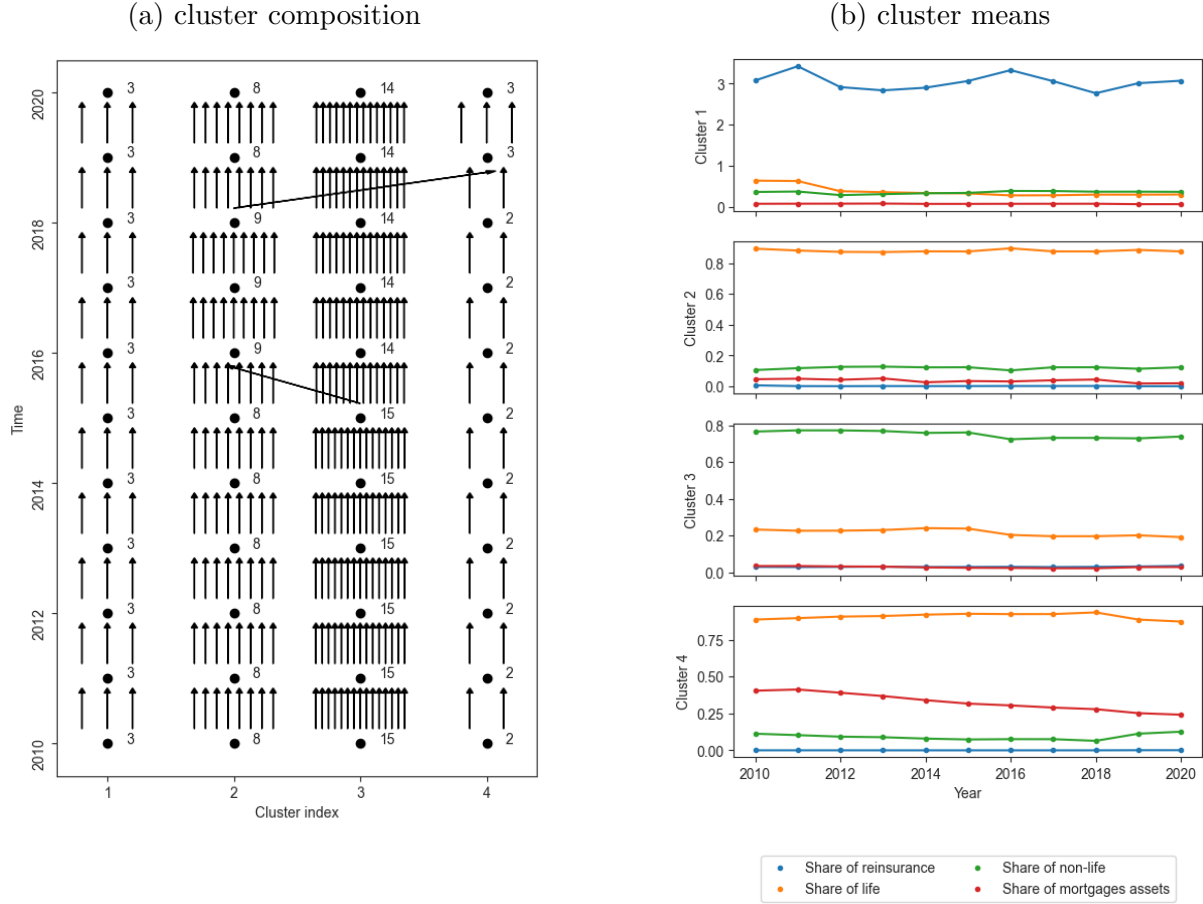 (a) cluster composition
(b) cluster means
2020
2018
2016
2014
2012
2010
Time
3 8 14 3
3 8 14 3
3 9 14 2
3 9 14 2
3 9 14 2
3 8 15 2
3 8 15 2
3 8 15 2
3 8 15 2
3 8 15 2
3 8 15 2
1 2 3 4
Cluster index
Cluster 1
3
2
1
0
Cluster 2
0.8
0.6
0.4
0.2
0.0
Cluster 3
0.8
0.6
0.4
0.2
0.0
Cluster 4
0.75
0.50
0.25
0.00
2010 2012 2014 2016 2018 2020
Year
Share of reinsurance
Share of life
Share of non-life
Share of mortgages assets